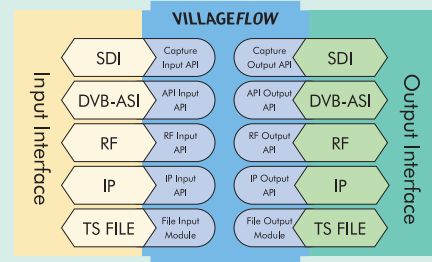 VILLAGEFLOW
Input Interface
SDI
Capture
Input API
Capture
Output API
SDI
DVB-ASI
API Input
API
API Output
API
DVB-ASI
RF
RF Input
API
RF Output
API
RF
IP
IP Input
API
IP Output
API
IP
TS FILE
File Input
Module
File Output
Module
TS FILE
Output Interface